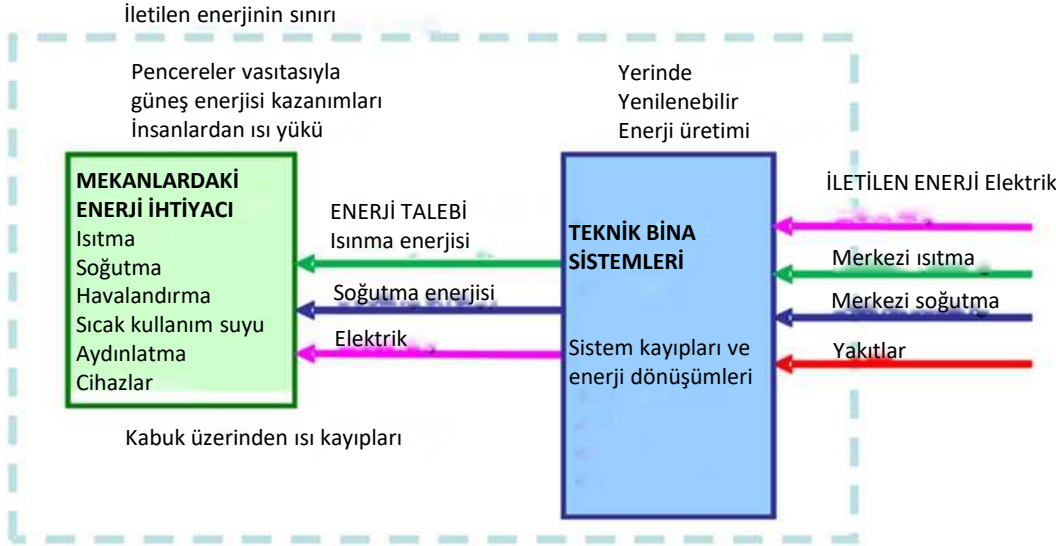 İletilen enerjinin sınırı
Pencereler vasıtasıyla
güneş enerjisi kazanımları
İnsanlardan ısı yükü
Yerinde
Yenilenebilir
Enerji üretimi
MEKANLARDAKİ
ENERJİ İHTİYACI
Isıtma
Soğutma
Havalandırma
Sıcak kullanım suyu
Aydınlatma
Cihazlar
ENERJİ TALEBİ
Isınma enerjisi
Soğutma enerjisi
Elektrik
TEKNİK BİNA
SİSTEMLERİ
Sistem kayıpları ve
enerji dönüşümleri
İLETİLEN ENERJİ Elektrik
Merkezi ısıtma
Merkezi soğutma
Yakıtlar
Kabuk üzerinden ısı kayıpları